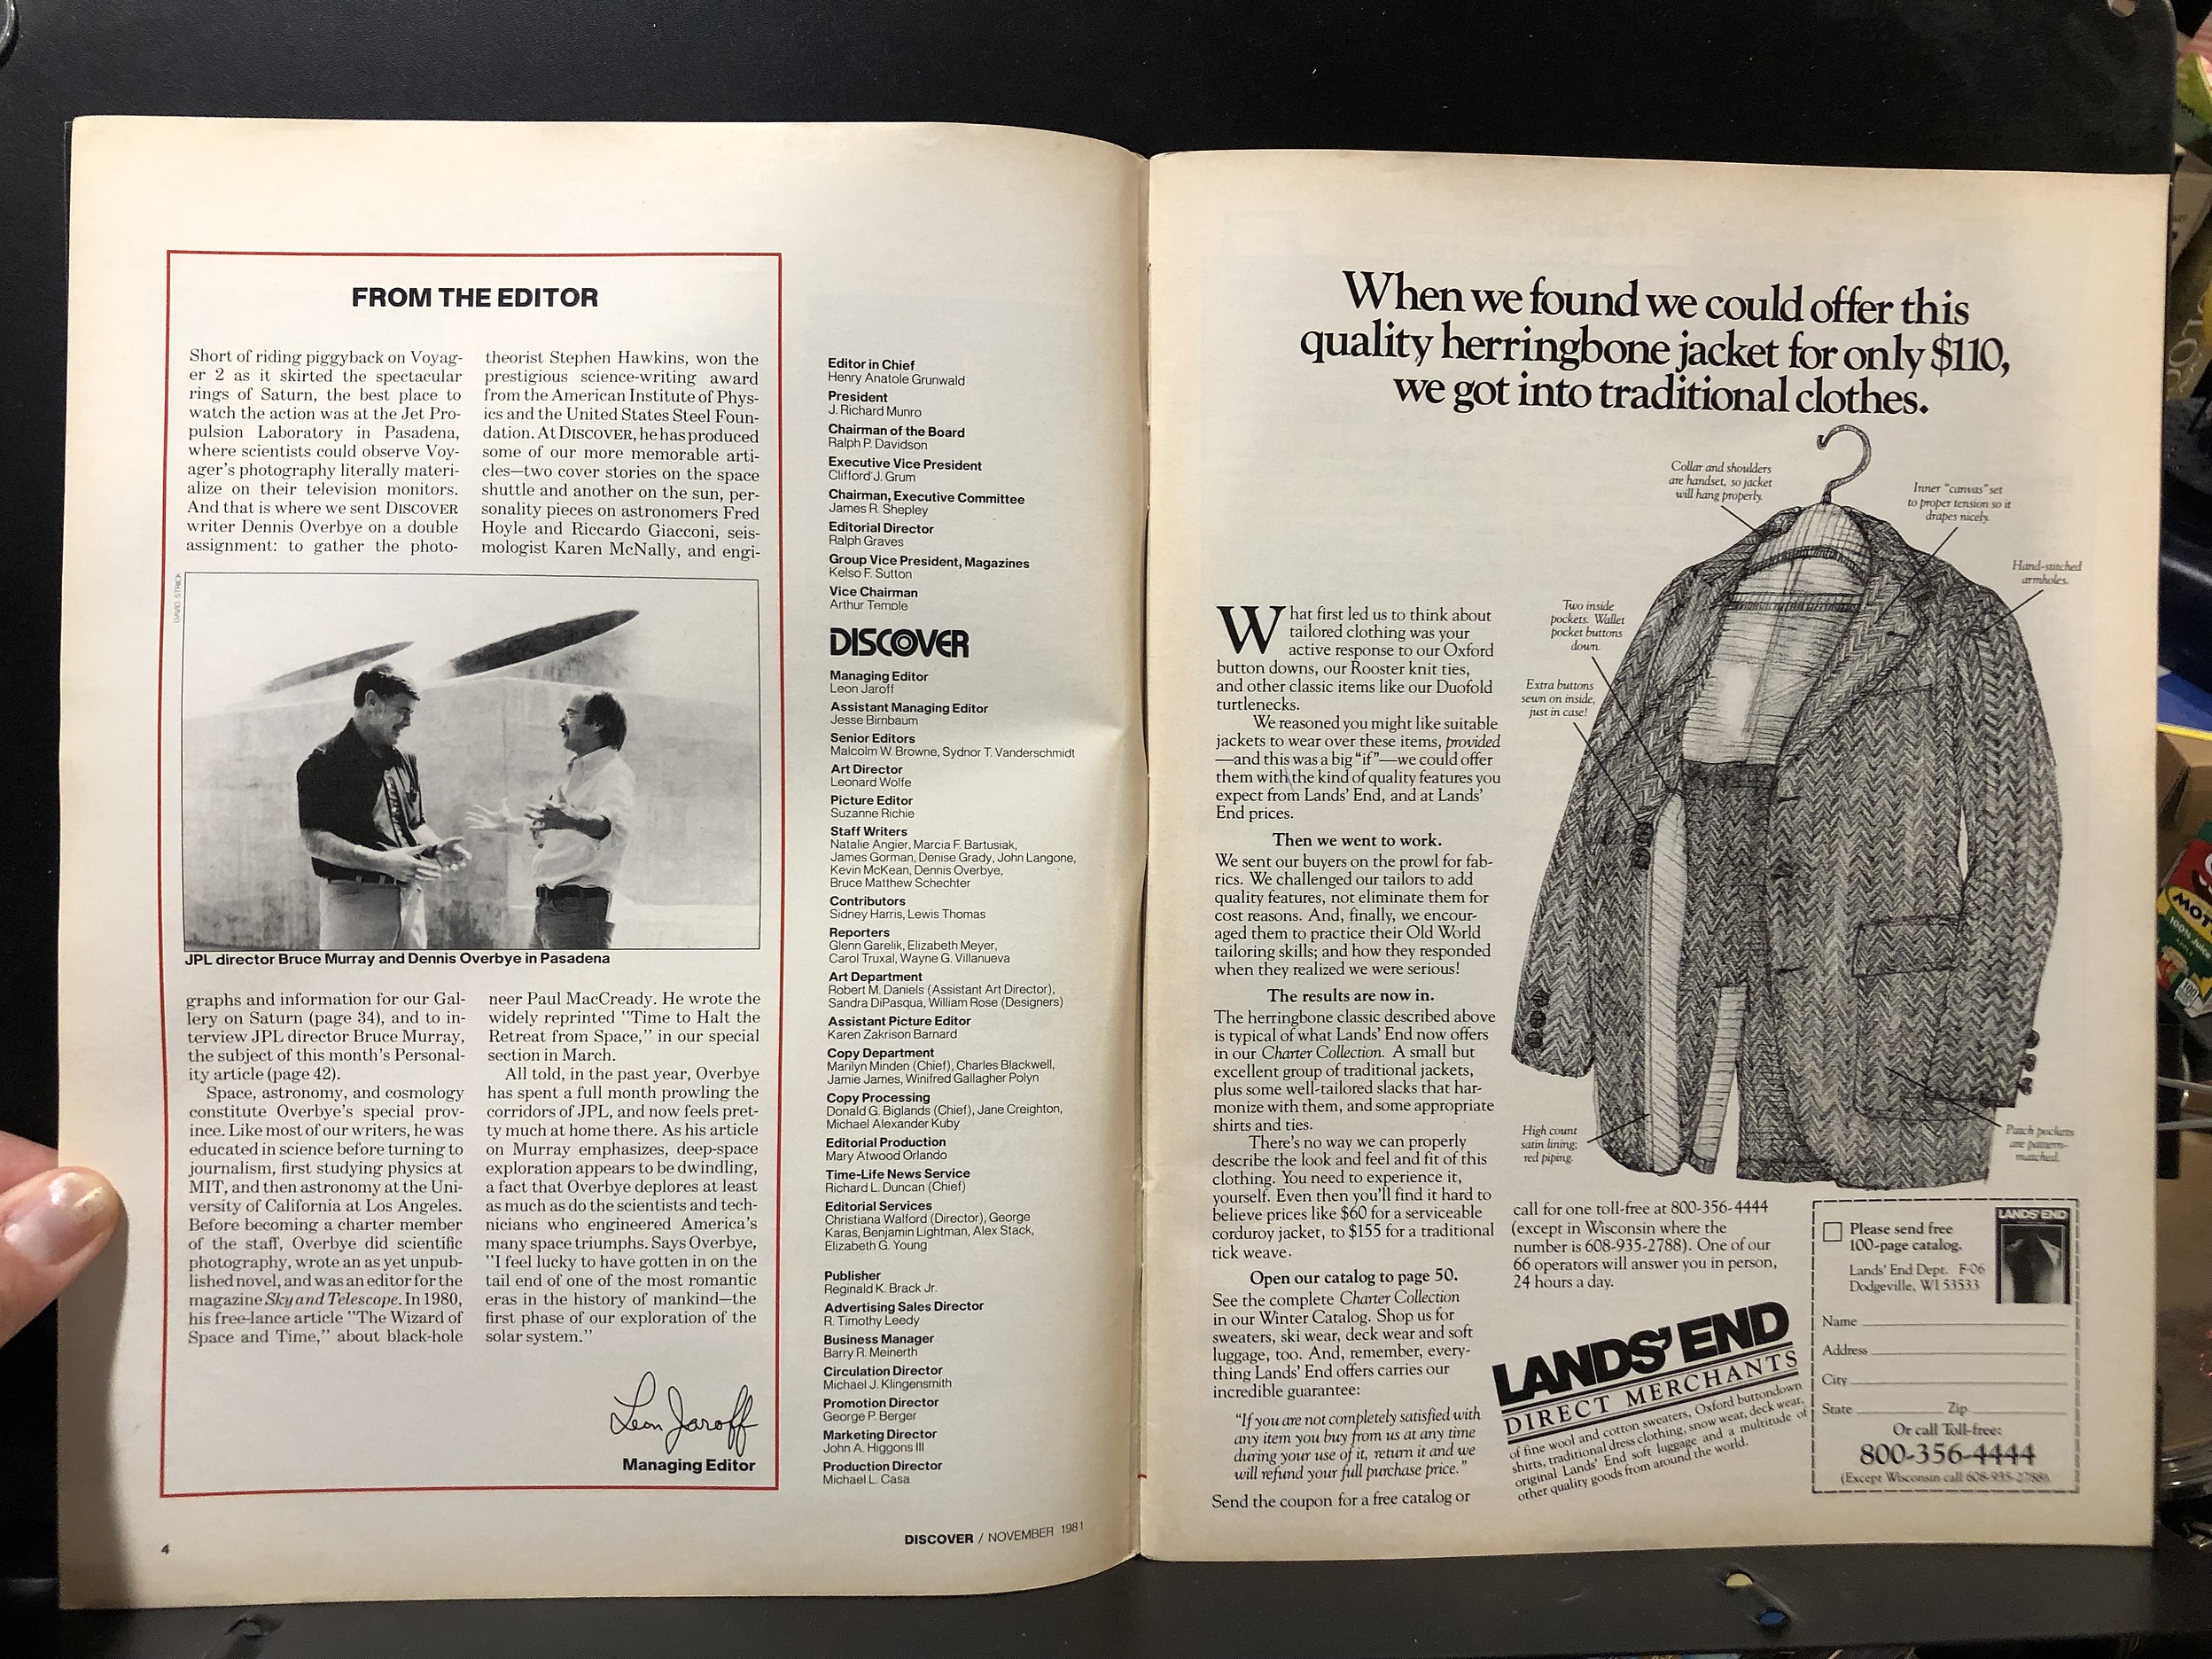 FROM THE EDITOR
Short of riding piggyback on Voyag-
er 2 as it skirted the spectacular
rings of Saturn, the best place to
watch the action was at the Jet Pro-
pulsion Laboratory in Pasadena,
where scientists could observe Voy-
ager's photography literally materi-
alize on their television monitors.
And that is where we sent DISCOVER
writer Dennis Overbye on a double
assignment: to gather the photo-
theorist Stephen Hawkins, won the
prestigious science-writing award
from the American Institute of Phys-
ics and the United States Steel Foun-
dation. At DISCOVER, he has produced
some of our more memorable arti-
cles—two cover stories on the space
shuttle and another on the sun, per-
sonality pieces on astronomers Fred
Hoyle and Riccardo Giacconi, seis-
mologist Karen McNally, and engi-
DAVID STRICK
JPL director Bruce Murray and Dennis Overbye in Pasadena
graphs and information for our Gal-
lery on Saturn (page 34), and to in-
terview JPL director Bruce Murray,
the subject of this month's Personal-
ity article (page 42).
Space, astronomy, and cosmology
constitute Overbye's special prov-
ince. Like most of our writers, he was
educated in science before turning to
journalism, first studying physics at
MIT, and then astronomy at the Uni-
versity of California at Los Angeles.
Before becoming a charter member
of the staff, Overbye did scientific
photography, wrote an as yet unpub-
lished novel, and was an editor for the
magazine Sky and Telescope. In 1980,
his free-lance article "The Wizard of
Space and Time," about black-hole
neer Paul MacCready. He wrote the
widely reprinted "Time to Halt the
Retreat from Space," in our special
section in March.
All told, in the past year, Overbye
has spent a full month prowling the
corridors of JPL, and now feels pret-
ty much at home there. As his article
on Murray emphasizes, deep-space
exploration appears to be dwindling,
a fact that Overbye deplores at least
as much as do the scientists and tech-
nicians who engineered America's
many space triumphs. Says Overbye,
"I feel lucky to have gotten in on the
tail end of one of the most romantic
eras in the history of mankind—the
first phase of our exploration of the
solar system."
Leon Jaroff
Managing Editor
Editor in Chief
Henry Anatole Grunwald
President
J. Richard Munro
Chairman of the Board
Ralph P. Davidson
Executive Vice President
Clifford J. Grum
Chairman, Executive Committee
James R. Shepley
Editorial Director
Ralph Graves
Group Vice President, Magazines
Kelso F. Sutton
Vice Chairman
Arthur Temple
DISCOVER
Managing Editor
Leon Jaroff
Assistant Managing Editor
Jesse Birnbaum
Senior Editors
Malcolm W. Browne, Sydnor T. Vanderschmidt
Art Director
Leonard Wolfe
Picture Editor
Suzanne Richie
Staff Writers
Natalie Angier, Marcia F. Bartusiak,
James Gorman, Denise Grady, John Langone,
Kevin McKean, Dennis Overbye,
Bruce Matthew Schechter
Contributors
Sidney Harris, Lewis Thomas
Reporters
Glenn Garelik, Elizabeth Meyer,
Carol Truxal, Wayne G. Villanueva
Art Department
Robert M. Daniels (Assistant Art Director),
Sandra DiPasqua, William Rose (Designers)
Assistant Picture Editor
Karen Zakrison Barnard
Copy Department
Marilyn Minden (Chief), Charles Blackwell,
Jamie James, Winifred Gallagher Polyn
Copy Processing
Donald G. Biglands (Chief), Jane Creighton,
Michael Alexander Kuby
Editorial Production
Mary Atwood Orlando
Time-Life News Service
Richard L. Duncan (Chief)
Editorial Services
Christiana Walford (Director), George
Karas, Benjamin Lightman, Alex Stack,
Elizabeth G. Young
Publisher
Reginald K. Brack Jr.
Advertising Sales Director
R. Timothy Leedy
Business Manager
Barry R. Meinerth
Circulation Director
Michael J. Klingensmith
Promotion Director
George P. Berger
Marketing Director
John A. Higgons III
Production Director
Michael L. Casa
4
DISCOVER / NOVEMBER 1981
When we found we could offer this
quality herringbone jacket for only $110,
we got into traditional clothes.
Collar and shoulders
are handset, so jacket
will hang properly.
Inner "canvas" set
to proper tension so it
drapes nicely.
Hand-stitched
armholes.
Two inside
pockets. Wallet
pocket buttons
down.
Extra buttons
sewn on inside,
just in case!
High count
satin lining;
red piping.
Patch pockets
are pattern-
matched.
What first led us to think about
tailored clothing was your
active response to our Oxford
button downs, our Rooster knit ties,
and other classic items like our Duofold
turtlenecks.
We reasoned you might like suitable
jackets to wear over these items, provided
—and this was a big "if"—we could offer
them with the kind of quality features you
expect from Lands' End, and at Lands'
End prices.
Then we went to work.
We sent our buyers on the prowl for fab-
rics. We challenged our tailors to add
quality features, not eliminate them for
cost reasons. And, finally, we encour-
aged them to practice their Old World
tailoring skills; and how they responded
when they realized we were serious!
The results are now in.
The herringbone classic described above
is typical of what Lands' End now offers
in our Charter Collection. A small but
excellent group of traditional jackets,
plus some well-tailored slacks that har-
monize with them, and some appropriate
shirts and ties.
There's no way we can properly
describe the look and feel and fit of this
clothing. You need to experience it,
yourself. Even then you'll find it hard to
believe prices like $60 for a serviceable
corduroy jacket, to $155 for a traditional
tick weave.
Open our catalog to page 50.
See the complete Charter Collection
in our Winter Catalog. Shop us for
sweaters, ski wear, deck wear and soft
luggage, too. And, remember, every-
thing Lands' End offers carries our
incredible guarantee:
"If you are not completely satisfied with
any item you buy from us at any time
during your use of it, return it and we
will refund your full purchase price."
Send the coupon for a free catalog or
call for one toll-free at 800-356-4444
(except in Wisconsin where the
number is 608-935-2788). One of our
66 operators will answer you in person,
24 hours a day.
LANDS' END
DIRECT MERCHANTS
of fine wool and cotton sweaters, Oxford buttondown
shirts, traditional dress clothing, snow wear, deck wear,
original Lands' End soft luggage and a multitude of
other quality goods from around the world.
Please send free
100-page catalog.
Lands' End Dept. F-06
Dodgeville, WI 53533
LANDS' END
Name
Address
City
State Zip
Or call Toll-free:
800-356-4444
(Except Wisconsin call 608-935-2788)
MOTT
100% Juice